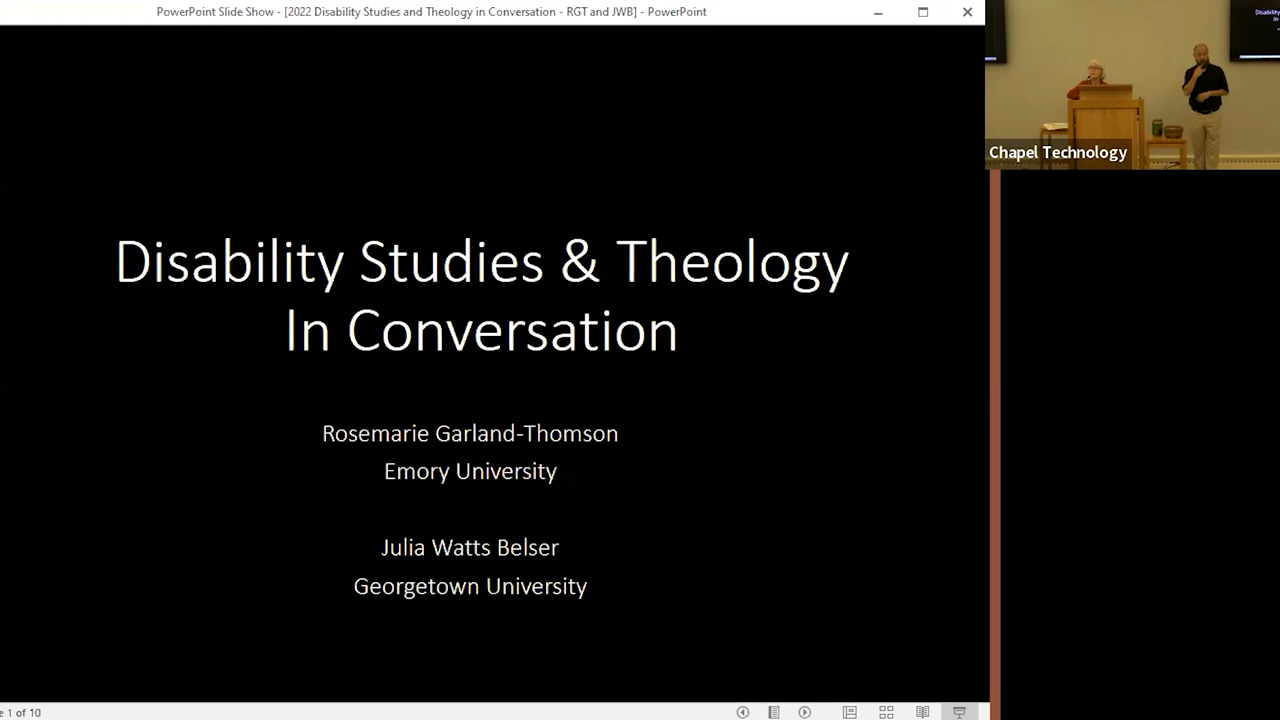 PowerPoint Slide Show - [2022 Disability Studies and Theology in Conversation - RGT and JWB] - PowerPoint
Disability Studies & Theology
In Conversation
Rosemarie Garland-Thomson
Emory University
Julia Watts Belser
Georgetown University
Chapel Technology
e 1 of 10